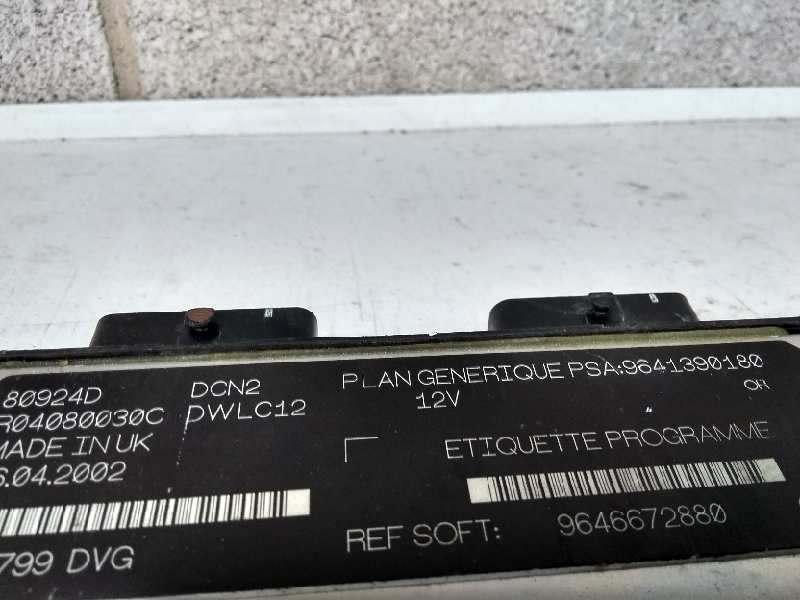 80924D
R04080030C
MADE IN UK
6.04.2002
799 DVG
DCN2
DWLC12
PLAN GENERIQUE PSA:9641390180
12V
OR
ETIQUETTE PROGRAMME
REF SOFT: 9646672880